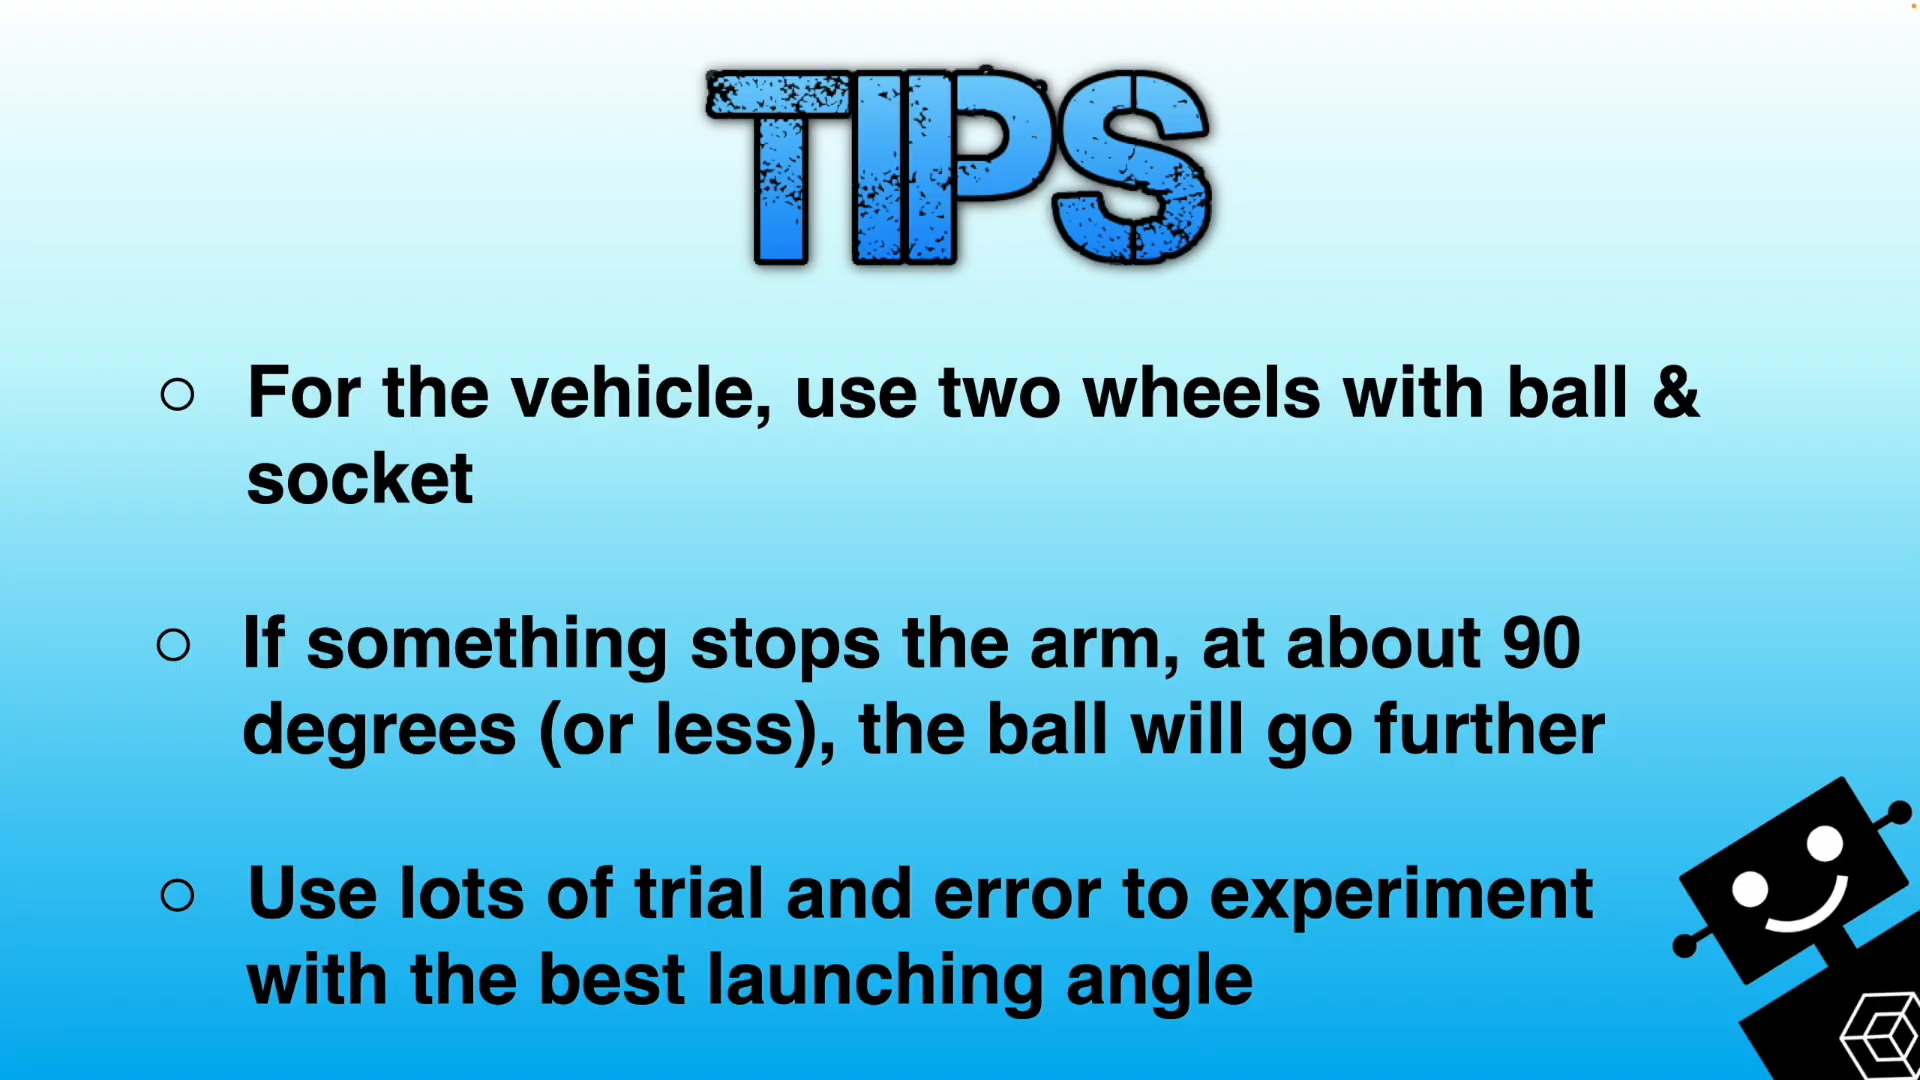 TIPS
○ For the vehicle, use two wheels with ball &
socket
○ If something stops the arm, at about 90
degrees (or less), the ball will go further
○ Use lots of trial and error to experiment
with the best launching angle